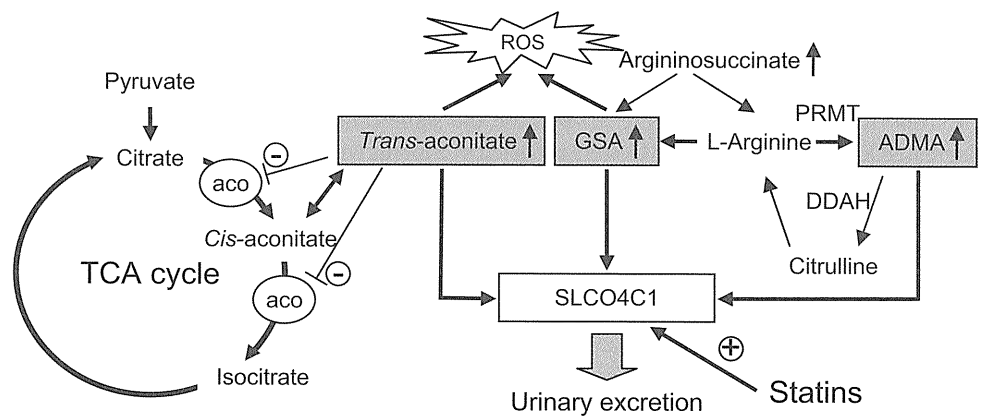 ROS
Argininosuccinate
Pyruvate
PRMT
Citrate
Trans-aconitate
GSA
L-Arginine
ADMA
-
aco
DDAH
Cis-aconitate
TCA cycle
-
Citrulline
aco
SLCO4C1
+
Isocitrate
Statins
Urinary excretion